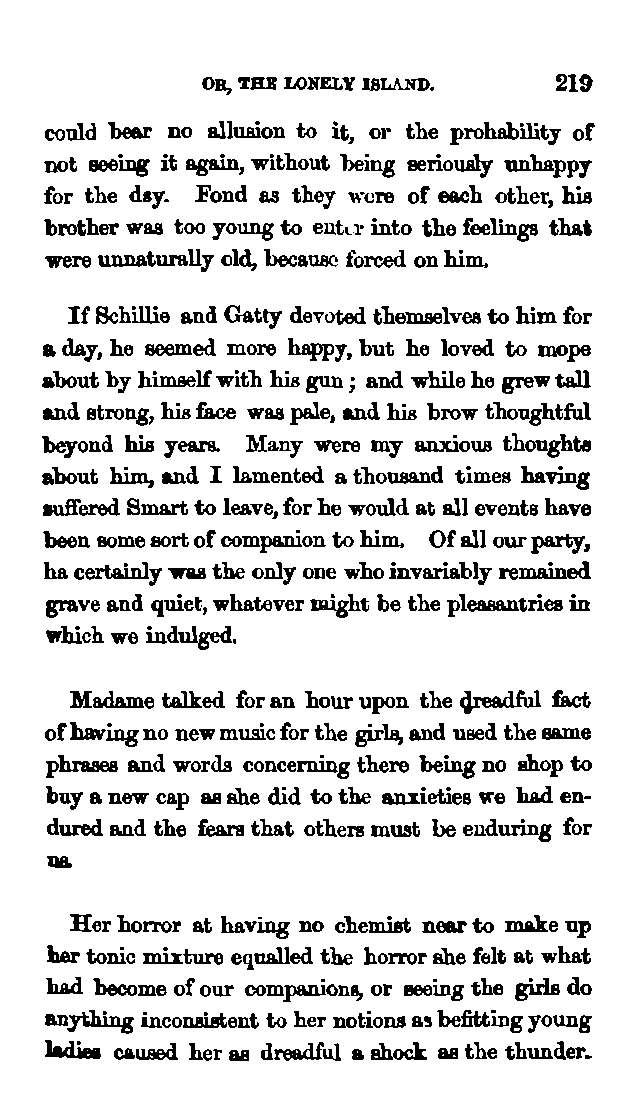 OR, THE LONELY ISLAND. 219
could bear no allusion to it, or the probability of
not seeing it again, without being seriously unhappy
for the day. Fond as they were of each other, his
brother was too young to enter into the feelings that
were unnaturally old, because forced on him.
If Schillie and Gatty devoted themselves to him for
a day, he seemed more happy, but he loved to mope
about by himself with his gun; and while he grew tall
and strong, his face was pale, and his brow thoughtful
beyond his years. Many were my anxious thoughts
about him, and I lamented a thousand times having
suffered Smart to leave, for he would at all events have
been some sort of companion to him. Of all our party,
ha certainly was the only one who invariably remained
grave and quiet, whatever might be the pleasantries in
which we indulged.
Madame talked for an hour upon the dreadful fact
of having no new music for the girls, and used the same
phrases and words concerning there being no shop to
buy a new cap as she did to the anxieties we had en-
dured and the fears that others must be enduring for
us.
Her horror at having no chemist near to make up
her tonic mixture equalled the horror she felt at what
had become of our companions, or seeing the girls do
anything inconsistent to her notions as befitting young
ladies caused her as dreadful a shock as the thunder-